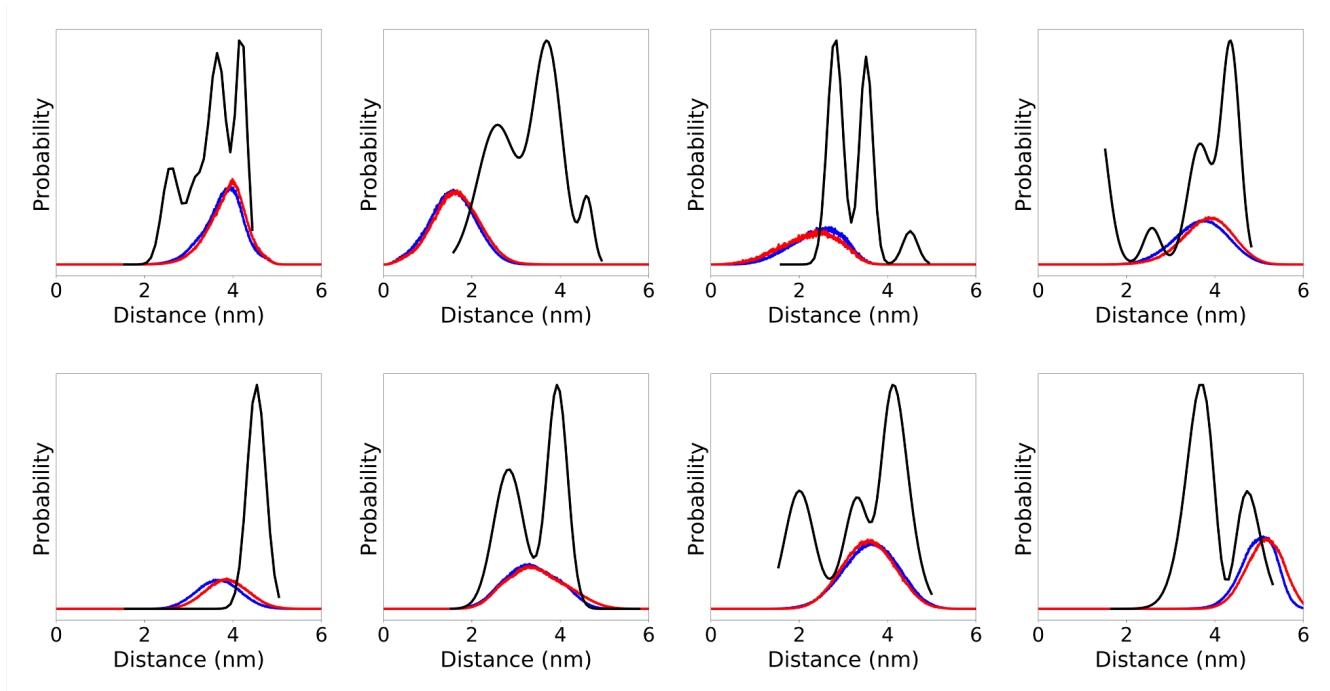 Probability Probability Probability Probability
0 2 4 6 0 2 4 6 0 2 4 6 0 2 4 6
Distance (nm) Distance (nm) Distance (nm) Distance (nm)
Probability Probability Probability Probability
0 2 4 6 0 2 4 6 0 2 4 6 0 2 4 6
Distance (nm) Distance (nm) Distance (nm) Distance (nm)